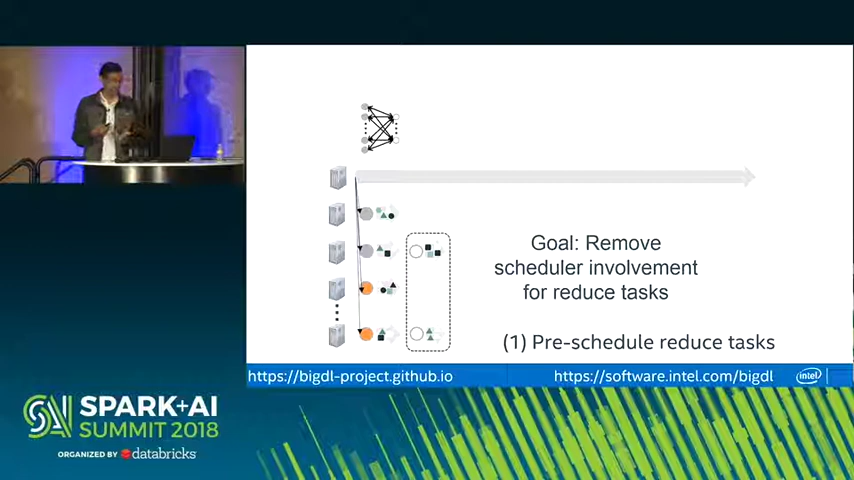 Goal: Remove
scheduler involvement
for reduce tasks
(1) Pre-schedule reduce tasks
https://bigdl-project.github.io
https://software.intel.com/bigdl
intel
SPARK+AI
SUMMIT 2018
ORGANIZED BY databricks